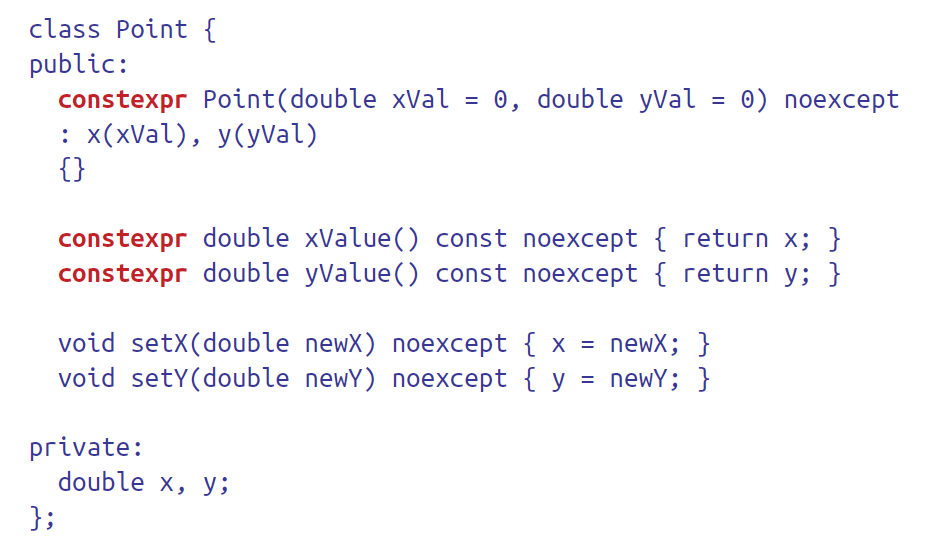 class Point {
public:
  constexpr Point(double xVal = 0, double yVal = 0) noexcept
  : x(xVal), y(yVal)
  {}

  constexpr double xValue() const noexcept { return x; }
  constexpr double yValue() const noexcept { return y; }

  void setX(double newX) noexcept { x = newX; }
  void setY(double newY) noexcept { y = newY; }

private:
  double x, y;
};